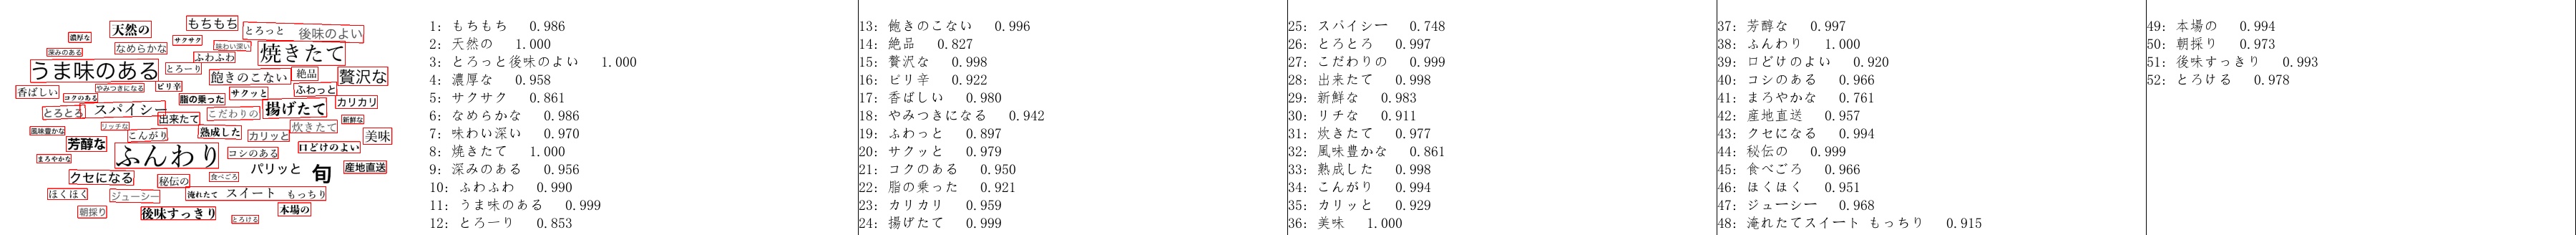 もちもち
天然の
とろっと 後味のよい
濃厚な
サクサク
なめらかな
味わい深い
焼きたて
深みのある
ふわふわ
うま味のある
とろーり
飽きのこない
絶品
贅沢な
ピリ辛
香ばしい
やみつきになる
ふわっと
サクッと
コクのある
脂の乗った
カリカリ
揚げたて
スパイシー
とろとろ
こだわりの
出来たて
新鮮な
リッチな
炊きたて
風味豊かな
熟成した
こんがり
カリッと
美味
芳醇な
ふんわり
口どけのよい
コシのある
まろやかな
パリッと
旬
産地直送
クセになる
秘伝の
食べごろ
ほくほく
ジューシー
淹れたて スイート もっちり
本場の
朝採り
後味すっきり
とろける
1: もちもち 0.986
2: 天然の 1.000
3: とろっと後味のよい 1.000
4: 濃厚な 0.958
5: サクサク 0.861
6: なめらかな 0.986
7: 味わい深い 0.970
8: 焼きたて 1.000
9: 深みのある 0.956
10: ふわふわ 0.990
11: うま味のある 0.999
12: とろーり 0.853
13: 飽きのこない 0.996
14: 絶品 0.827
15: 贅沢な 0.998
16: ピリ辛 0.922
17: 香ばしい 0.980
18: やみつきになる 0.942
19: ふわっと 0.897
20: サクッと 0.979
21: コクのある 0.950
22: 脂の乗った 0.921
23: カリカリ 0.959
24: 揚げたて 0.999
25: スパイシー 0.748
26: とろとろ 0.997
27: こだわりの 0.999
28: 出来たて 0.998
29: 新鮮な 0.983
30: リチな 0.911
31: 炊きたて 0.977
32: 風味豊かな 0.861
33: 熟成した 0.998
34: こんがり 0.994
35: カリッと 0.929
36: 美味 1.000
37: 芳醇な 0.997
38: ふんわり 1.000
39: 口どけのよい 0.920
40: コシのある 0.966
41: まろやかな 0.761
42: 産地直送 0.957
43: クセになる 0.994
44: 秘伝の 0.999
45: 食べごろ 0.966
46: ほくほく 0.951
47: ジューシー 0.968
48: 淹れたてスイート もっちり 0.915
49: 本場の 0.994
50: 朝採り 0.973
51: 後味すっきり 0.993
52: とろける 0.978